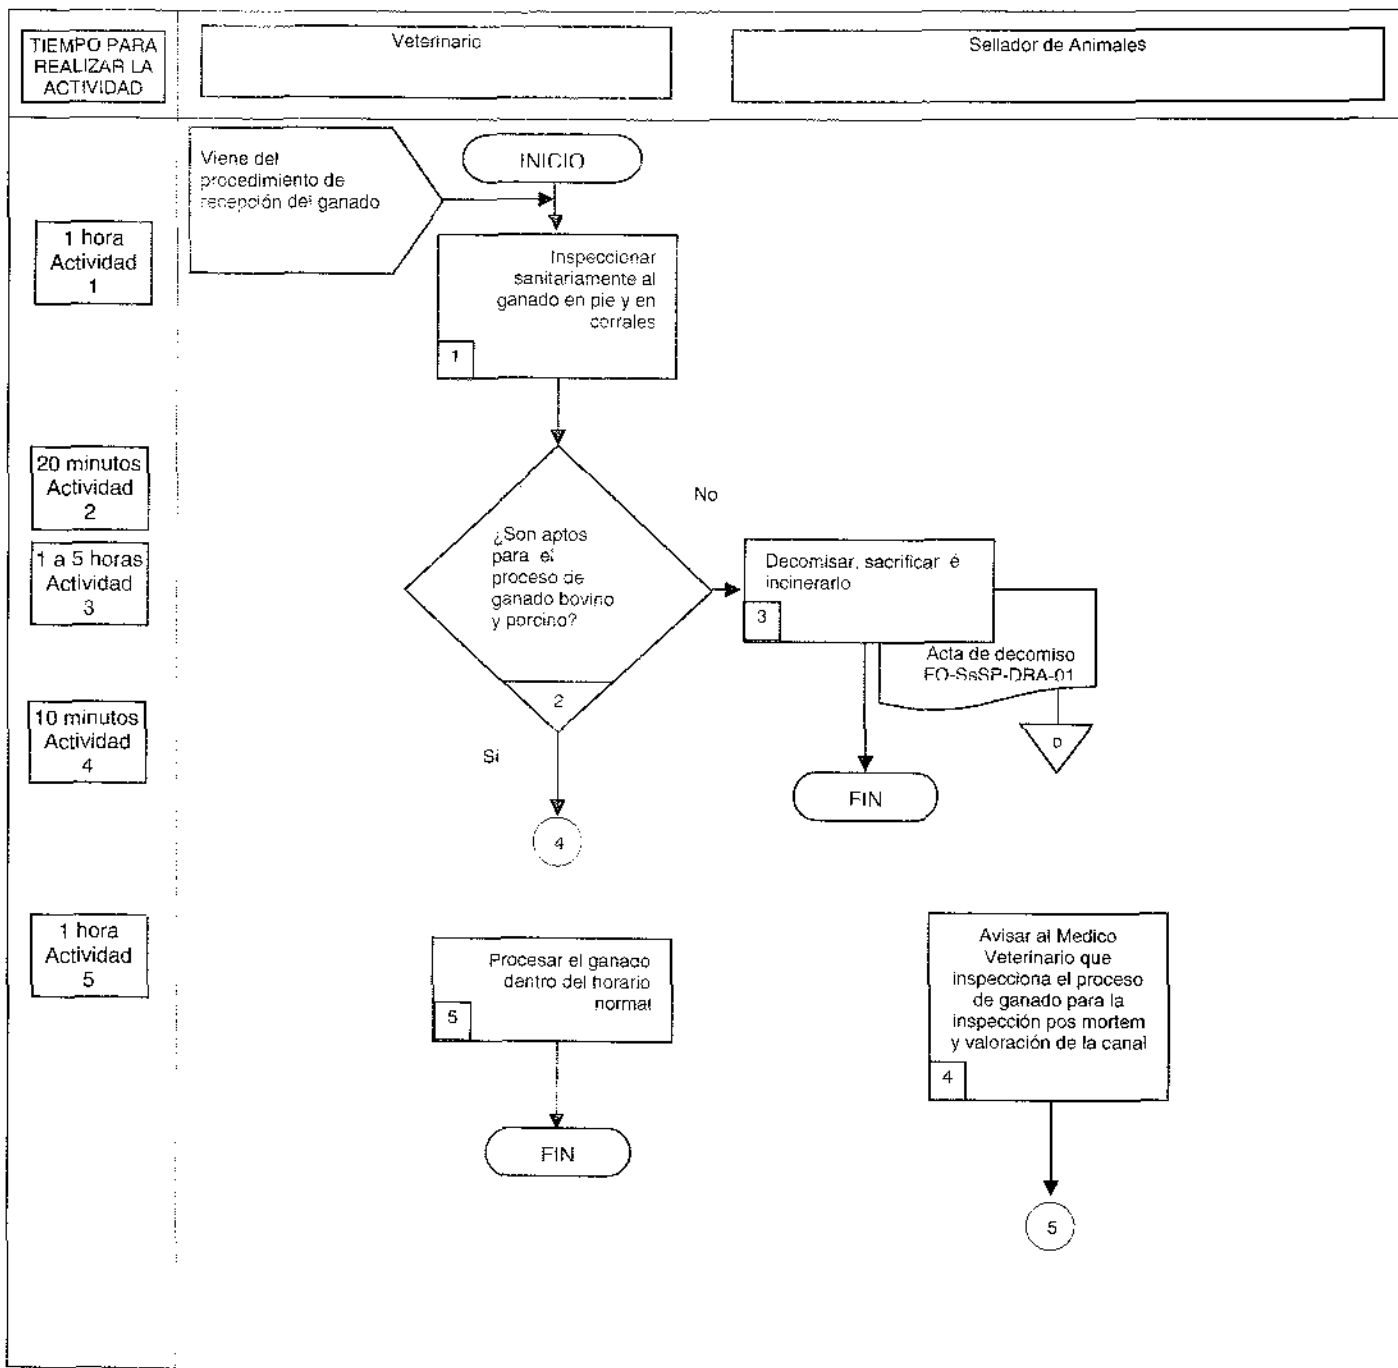 TIEMPO PARA
REALIZAR LA
ACTIVIDAD
Veterinario
Sellador de Animales
Viene del
procedimiento de
recepción del ganado
INICIO
1 hora
Actividad
1
Inspeccionar
sanitariamente al
ganado en pie y en
corrales
1
20 minutos
Actividad
2
No
¿Son aptos
para el
proceso de
ganado bovino
y porcino?
2
1 a 5 horas
Actividad
3
Decomisar, sacrificar é
incinerarlo
3
Acta de decomiso
FO-SsSP-DRA-01
D
10 minutos
Actividad
4
Si
FIN
4
1 hora
Actividad
5
Procesar el ganado
dentro del horario
normal
5
Avisar al Medico
Veterinario que
inspecciona el proceso
de ganado para la
inspección pos mortem
y valoración de la canal
4
FIN
5